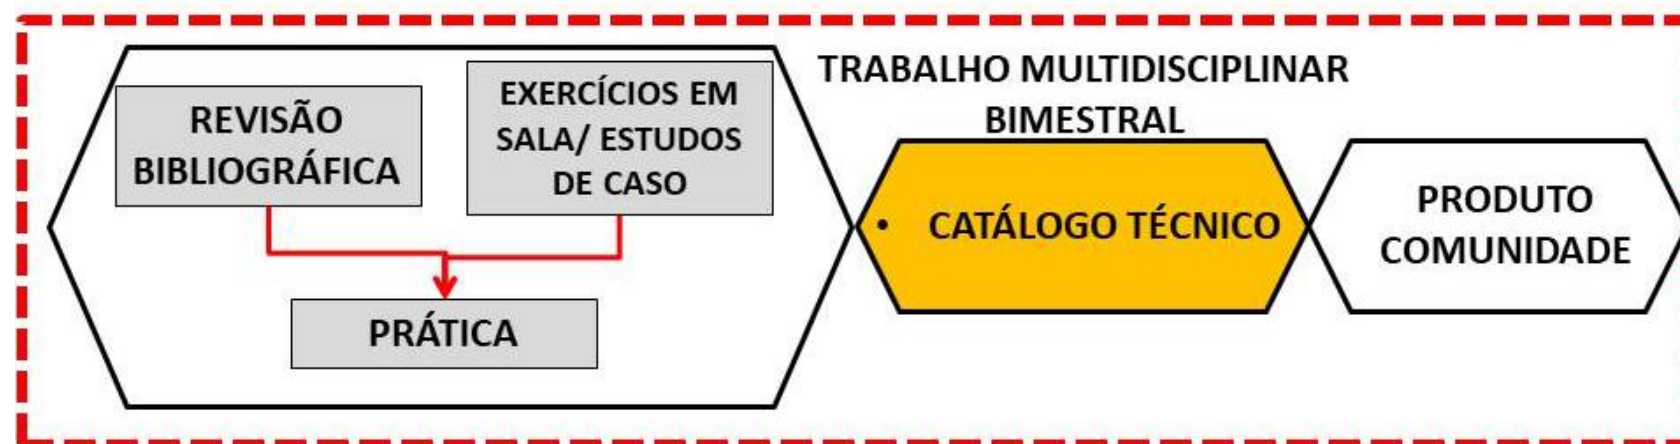 REVISÃO
BIBLIOGRÁFICA
EXERCÍCIOS EM
SALA/ ESTUDOS
DE CASO
PRÁTICA
TRABALHO MULTIDISCIPLINAR
BIMESTRAL
• CATÁLOGO TÉCNICO
PRODUTO
COMUNIDADE